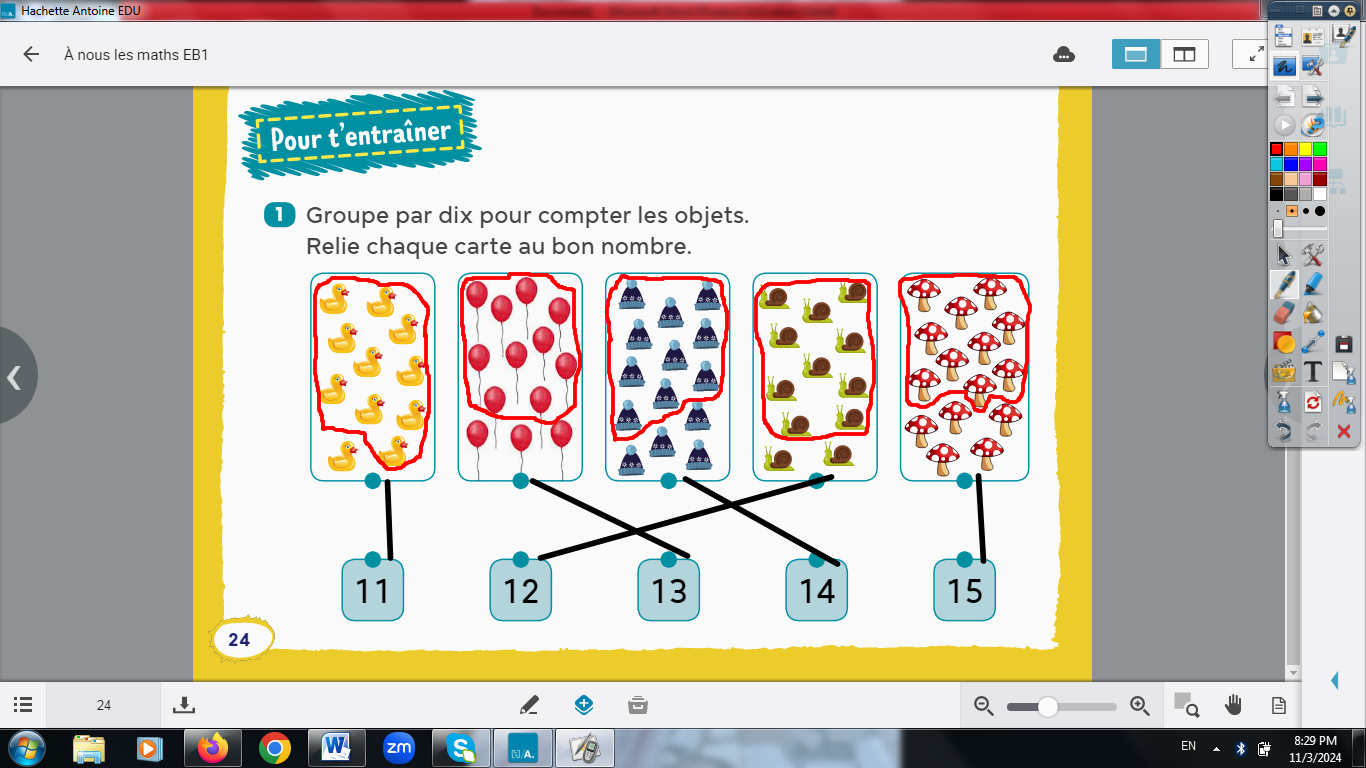 Hachette Antoine EDU
À nous les maths EB1
Pour t'entraîner
1 Groupe par dix pour compter les objets.
Relie chaque carte au bon nombre.
11 12 13 14 15
24
24
EN 8:29 PM
11/3/2024